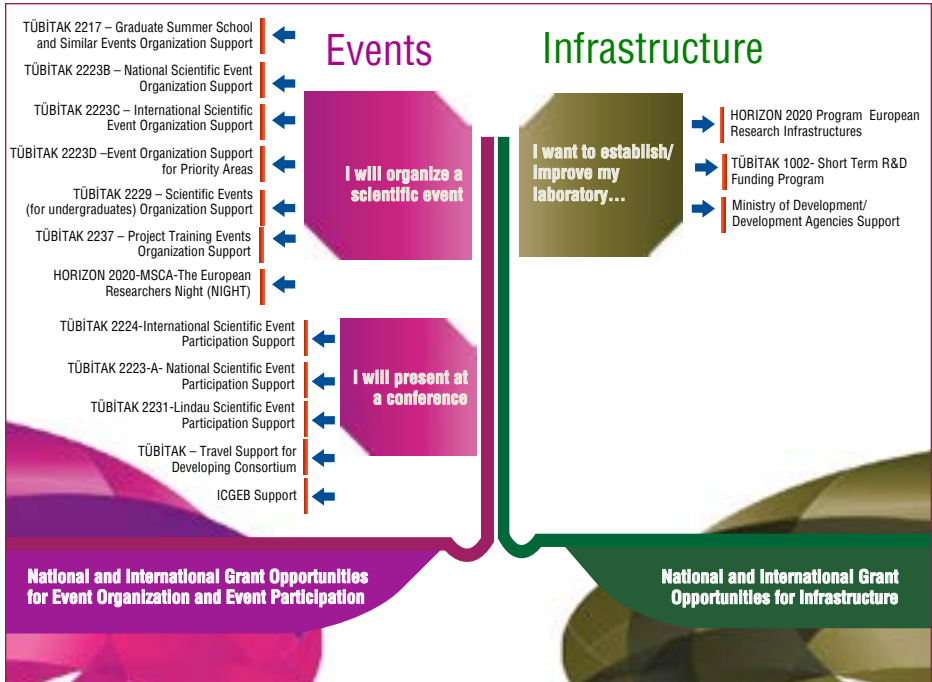 Events
TÜBİTAK 2217 – Graduate Summer School
and Similar Events Organization Support
TÜBİTAK 2223B – National Scientific Event
Organization Support
TÜBİTAK 2223C – International Scientific
Event Organization Support
TÜBİTAK 2223D –Event Organization Support
for Priority Areas
TÜBİTAK 2229 – Scientific Events
(for undergraduates) Organization Support
TÜBİTAK 2237 – Project Training Events
Organization Support
HORIZON 2020-MSCA-The European
Researchers Night (NIGHT)
I will organize a
scientific event
TÜBİTAK 2224-International Scientific Event
Participation Support
TÜBİTAK 2223-A- National Scientific Event
Participation Support
TÜBİTAK 2231-Lindau Scientific Event
Participation Support
TÜBİTAK – Travel Support for
Developing Consortium
ICGEB Support
I will present at
a conference
National and International Grant Opportunities
for Event Organization and Event Participation
Infrastructure
I want to establish/
improve my
laboratory...
HORIZON 2020 Program European
Research Infrastructures
TÜBİTAK 1002- Short Term R&D
Funding Program
Ministry of Development/
Development Agencies Support
National and International Grant
Opportunities for Infrastructure